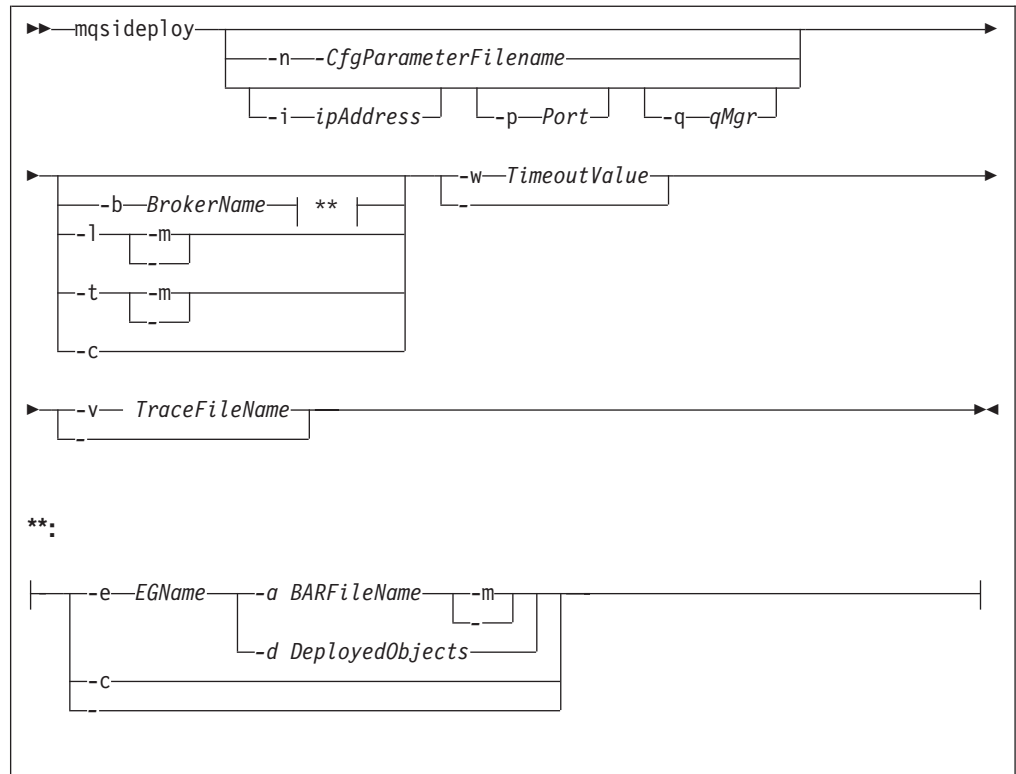 mqsideploy
-n -CfgParameterFilename
-i ipAddress -p Port -q qMgr
-w TimeoutValue
-
-b BrokerName **
-l -m
-
-t -m
-
-c
-v TraceFileName
-
**:
-e EGName -a BARFileName -m
-
-d DeployedObjects
-c
-